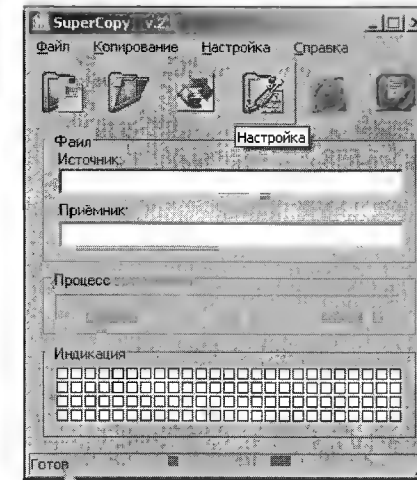 SuperCopy v.2
Файл Копирование Настройка Справка
Настройка
Файл
Источник:
Приёмник:
Процесс
Индикация
Готов